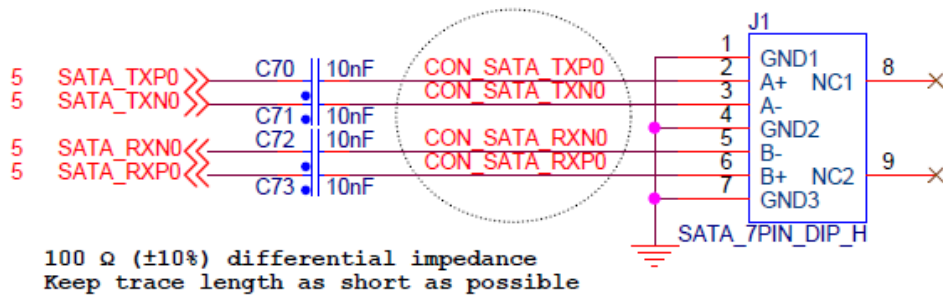 J1
1 GND1
5 SATA_TXP0 C70 10nF CON_SATA_TXP0 2 A+ NC1 8
5 SATA_TXN0 C71 10nF CON_SATA_TXN0 3 A-
4 GND2
5 SATA_RXN0 C72 10nF CON_SATA_RXN0 5 B-
5 SATA_RXP0 C73 10nF CON_SATA_RXP0 6 B+ NC2 9
7 GND3
SATA_7PIN_DIP_H
100 Ω (±10%) differential impedance
Keep trace length as short as possible